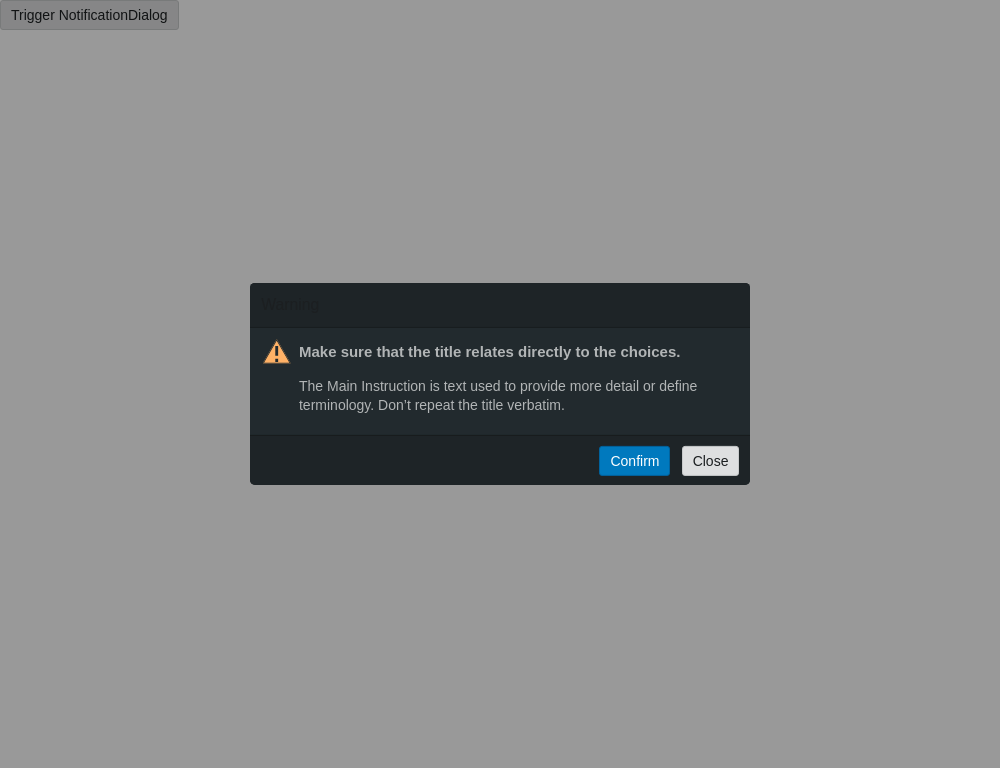 Trigger NotificationDialog
Warning
Make sure that the title relates directly to the choices.
The Main Instruction is text used to provide more detail or define
terminology. Don’t repeat the title verbatim.
Confirm Close